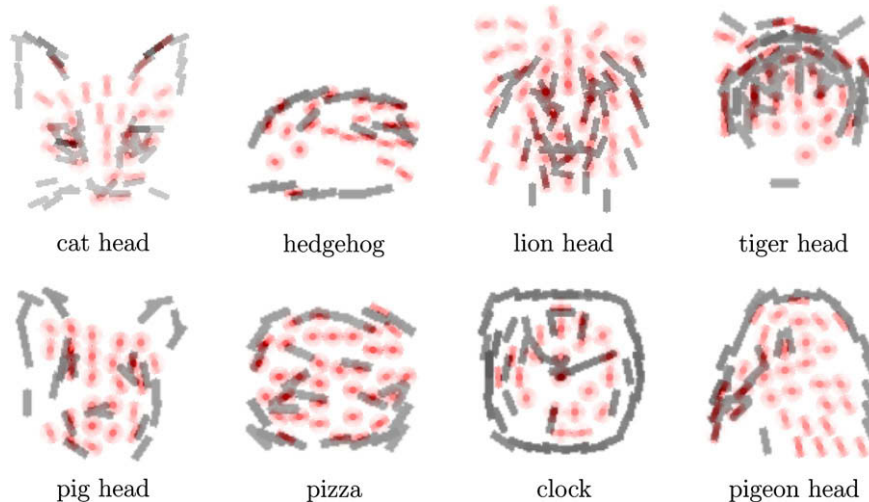 cat head
hedgehog
lion head
tiger head
pig head
pizza
clock
pigeon head